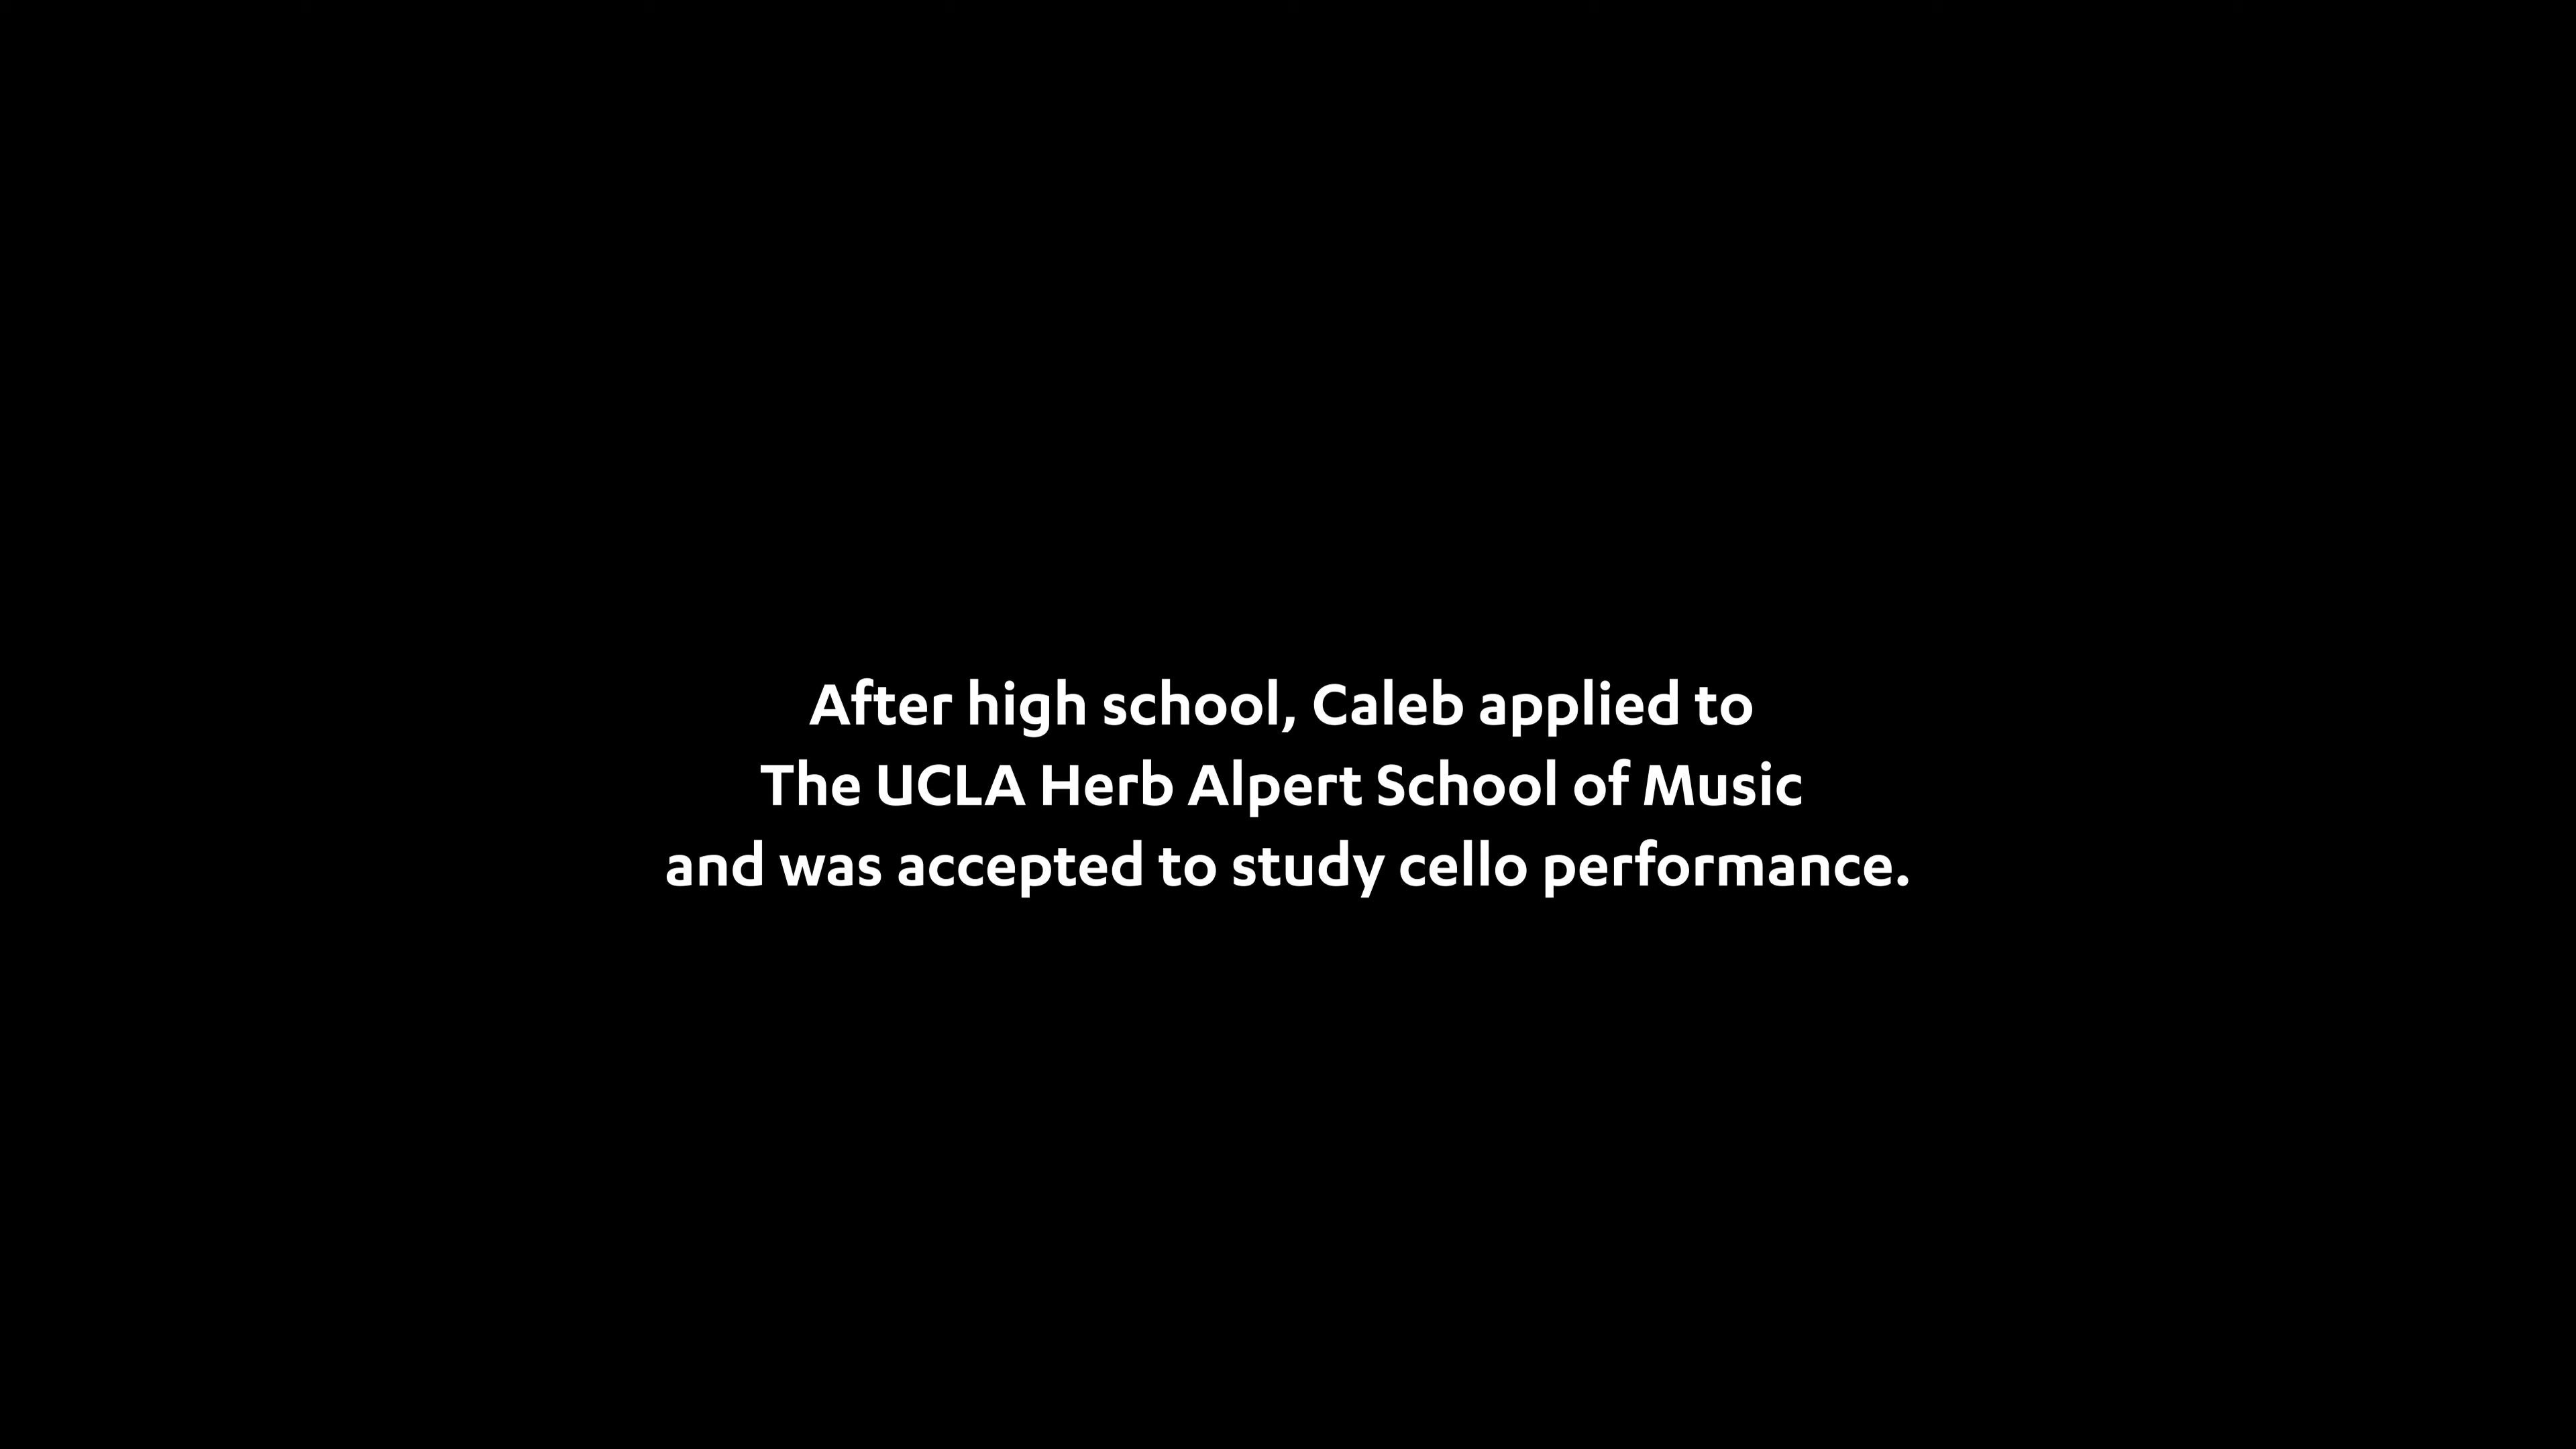 After high school, Caleb applied to
The UCLA Herb Alpert School of Music
and was accepted to study cello performance.